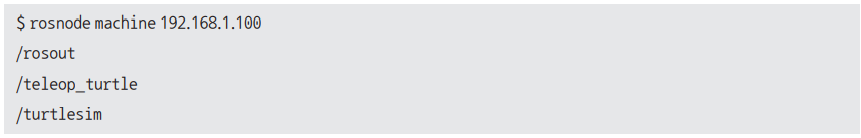 $ rosnode machine 192.168.1.100
/rosout
/teleop_turtle
/turtlesim